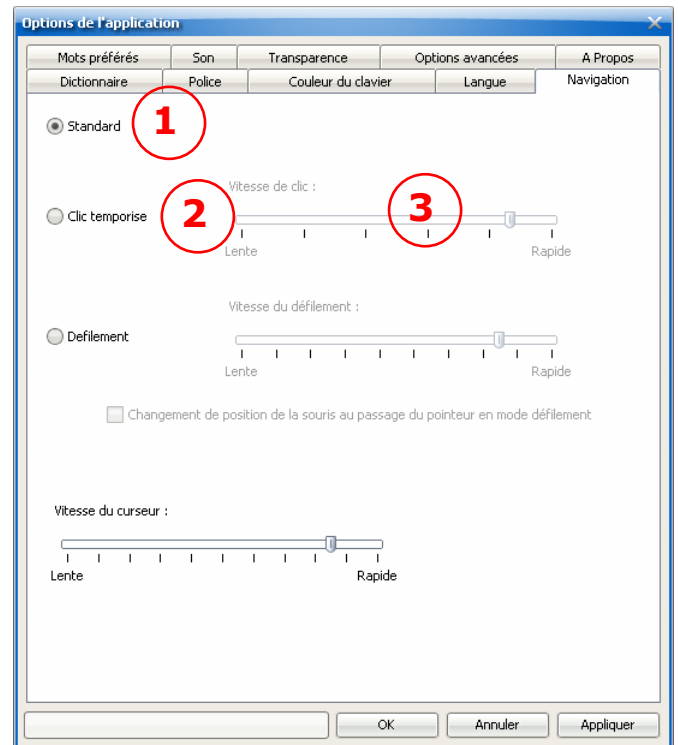 Options de l'application
Mots préférés Son Transparence Options avancées A Propos
Dictionnaire Police Couleur du clavier Langue Navigation
Standard 1
Vitesse de clic :
Clic temporise 2 3
Lente Rapide
Vitesse du défilement :
Defilement
Lente Rapide
Changement de position de la souris au passage du pointeur en mode défilement
Vitesse du curseur :
Lente Rapide
OK Annuler Appliquer